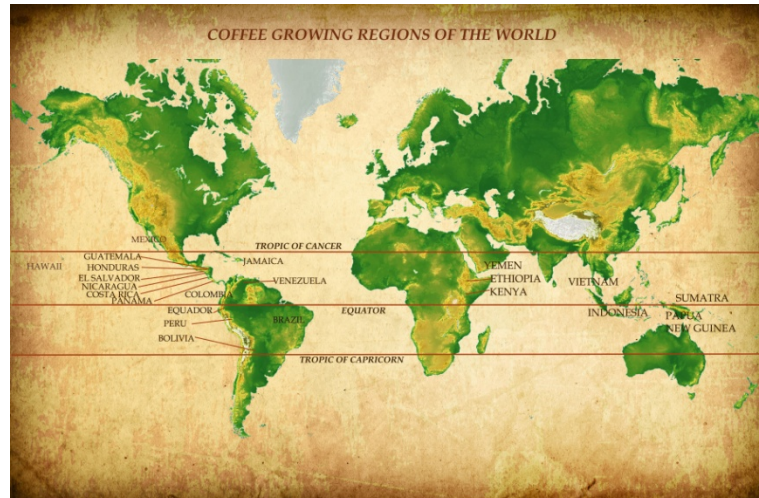 COFFEE GROWING REGIONS OF THE WORLD
MEXICO
TROPIC OF CANCER
GUATEMALA
JAMAICA
HAWAII
HONDURAS
YEMEN
EL SALVADOR
ETHIOPIA
NICARAGUA
VENEZUELA
VIETNAM
COSTA RICA
KENYA
PANAMA
COLOMBIA
SUMATRA
EQUADOR
EQUATOR
INDONESIA
PERU
BRAZIL
PAPUA
NEW GUINEA
BOLIVIA
TROPIC OF CAPRICORN